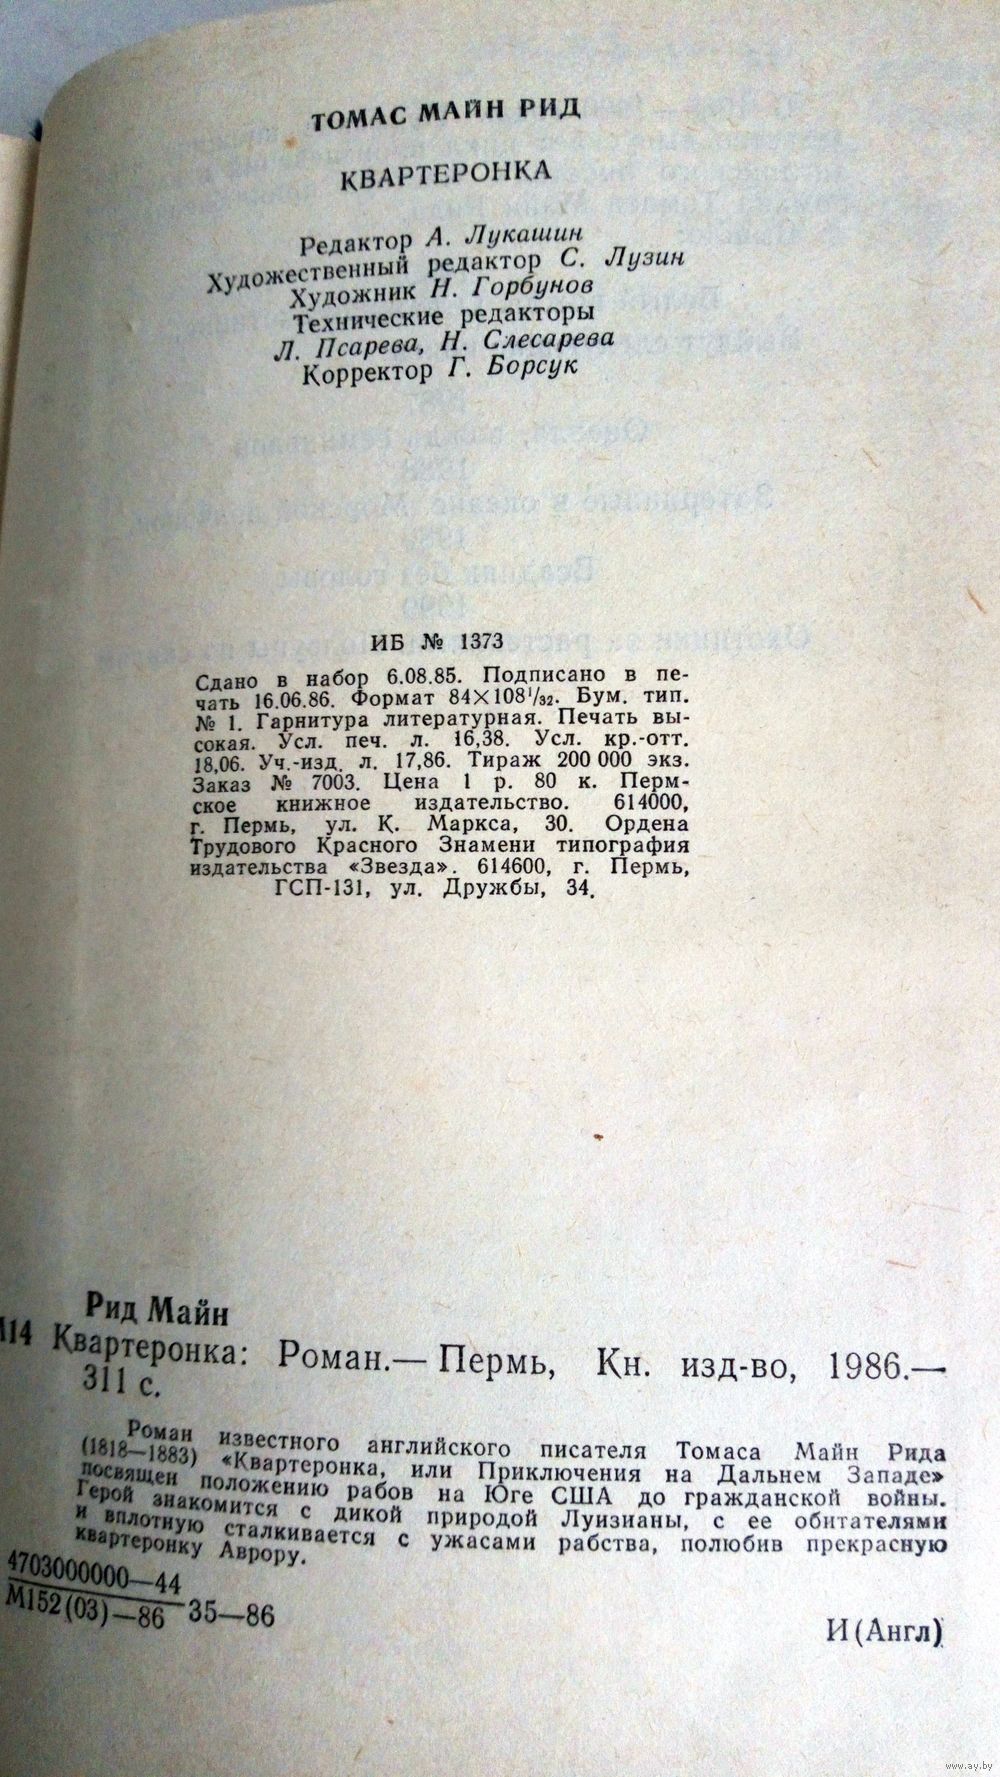 ТОМАС МАЙН РИД
КВАРТЕРОНКА
Редактор А. Лукашин
Художественный редактор С. Лузин
Художник Н. Горбунов
Технические редакторы
Л. Псарева, Н. Слесарева
Корректор Г. Борсук
ИБ № 1373
Сдано в набор 6.08.85. Подписано в пе-
чать 16.06.86. Формат 84×108¹/₃₂. Бум. тип.
№ 1. Гарнитура литературная. Печать вы-
сокая. Усл. печ. л. 16,38. Усл. кр.-отт.
18,06. Уч.-изд. л. 17,86. Тираж 200 000 экз.
Заказ № 7003. Цена 1 р. 80 к. Перм-
ское книжное издательство. 614000,
г. Пермь, ул. К. Маркса, 30. Ордена
Трудового Красного Знамени типография
издательства «Звезда». 614600, г. Пермь,
ГСП-131, ул. Дружбы, 34.
Рид Майн
14 Квартеронка: Роман.— Пермь, Кн. изд-во, 1986.—
311 с.
Роман известного английского писателя Томаса Майн Рида
(1818—1883) «Квартеронка, или Приключения на Дальнем Западе»
посвящен положению рабов на Юге США до гражданской войны.
Герой знакомится с дикой природой Луизианы, с ее обитателями
и вплотную сталкивается с ужасами рабства, полюбив прекрасную
квартеронку Аврору.
4703000000—44
М152(03)—86 35—86
И(Англ)
www.ay.by